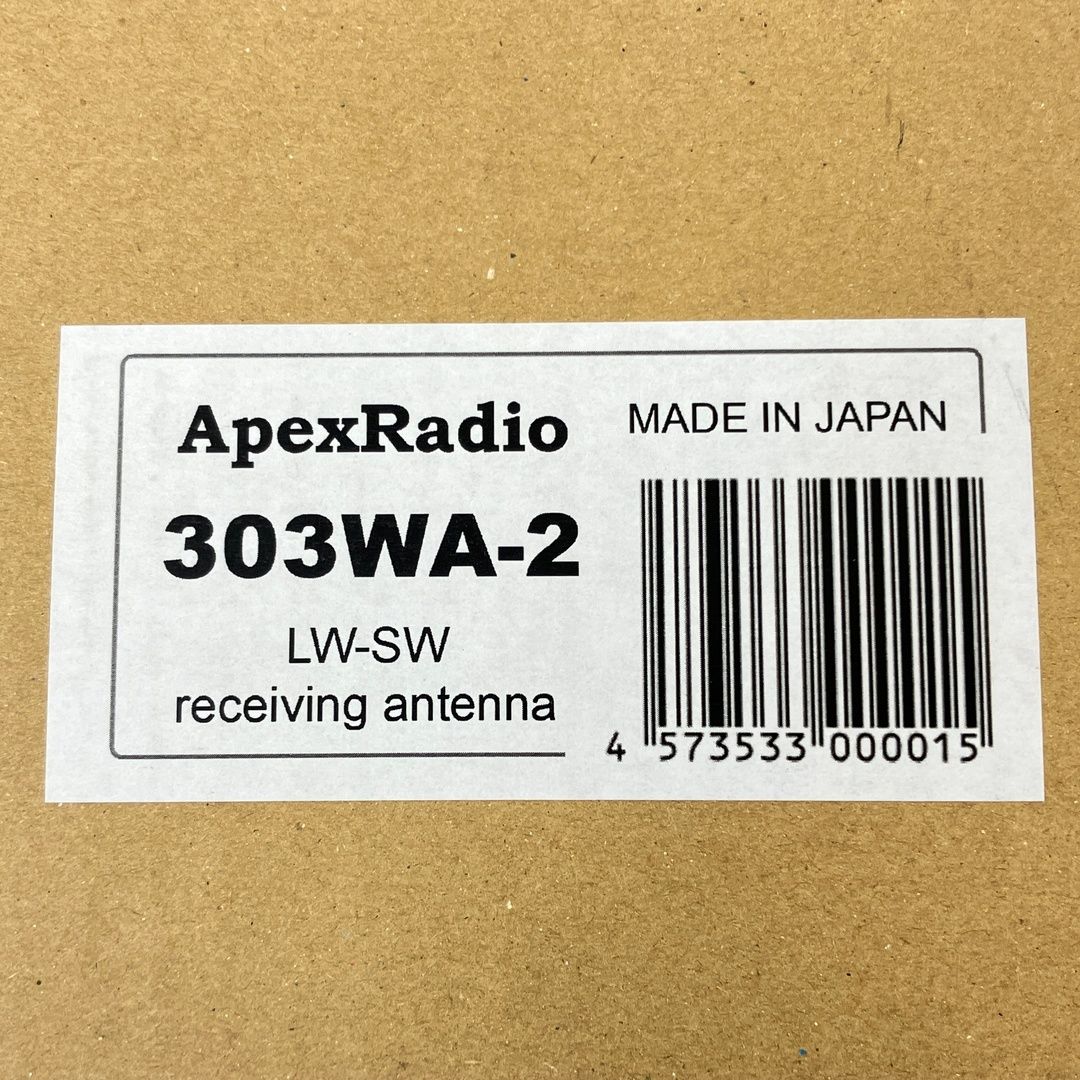 ApexRadio
303WA-2
LW-SW
receiving antenna
MADE IN JAPAN
4 573533 000015